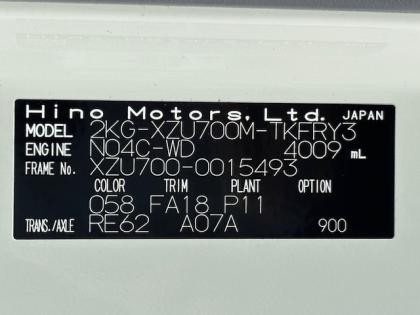 Hino Motors, Ltd. JAPAN
MODEL 2KG-XZU700M-TKFRY3
ENGINE N04C-WD 4009 mL
FRAME No. XZU700-0015493
COLOR TRIM PLANT OPTION
058 FA18 P11
TRANS./AXLE RE62 A07A 900